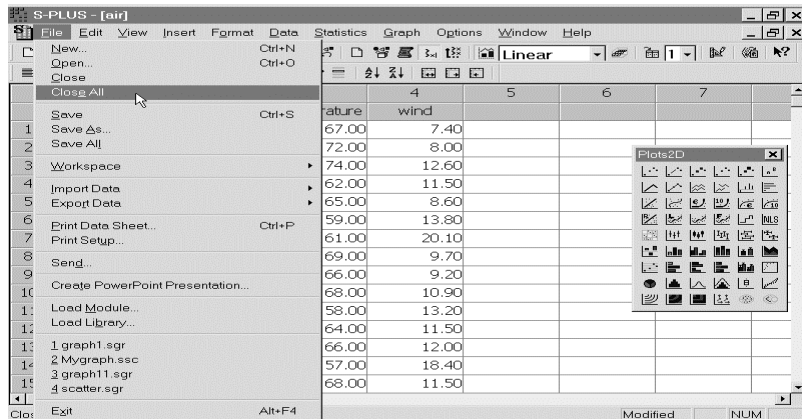 S-PLUS - [air]
File Edit View Insert Format Data Statistics Graph Options Window Help
New... Ctrl+N
Open... Ctrl+O
Close
Close All
Save Ctrl+S
Save As...
Save All
Workspace
Import Data
Export Data
Print Data Sheet... Ctrl+P
Print Setup...
Send...
Create PowerPoint Presentation...
Load Module...
Load Library...
1 graph1.sgr
2 Mygraph.ssc
3 graph11.sgr
4 scatter.sgr
Exit Alt+F4
Linear 1
4 5 6 7
rature wind
1 67.00 7.40
2 72.00 8.00
3 74.00 12.60
4 62.00 11.50
5 65.00 8.60
6 59.00 13.80
7 61.00 20.10
8 69.00 9.70
9 66.00 9.20
10 68.00 10.90
11 58.00 13.20
12 64.00 11.50
13 66.00 12.00
14 57.00 18.40
15 68.00 11.50
Plots2D
NLS
Clos Modified NUM